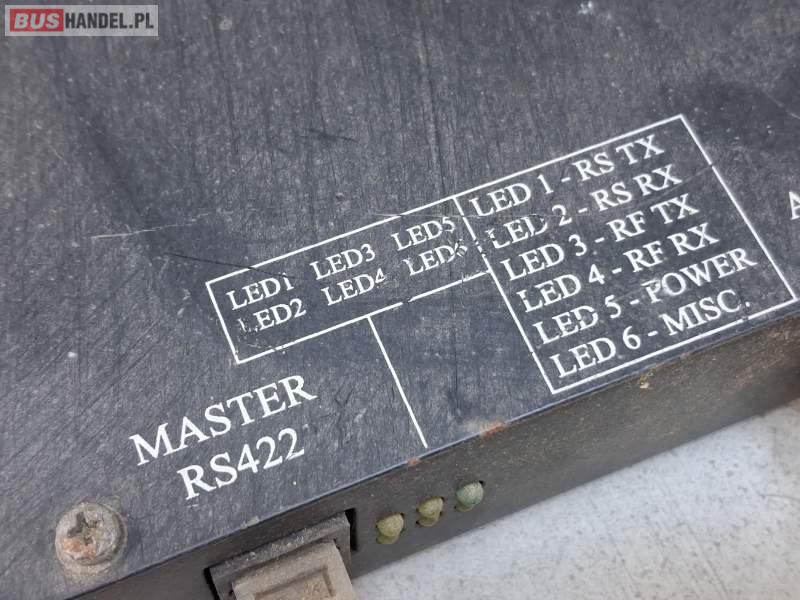 BUSHANDEL.PL
LED1 LED3 LED5
LED2 LED4 LED6
LED 1 - RS TX
LED 2 - RS RX
LED 3 - RF TX
LED 4 - RF RX
LED 5 - POWER
LED 6 - MISC.
MASTER
RS422